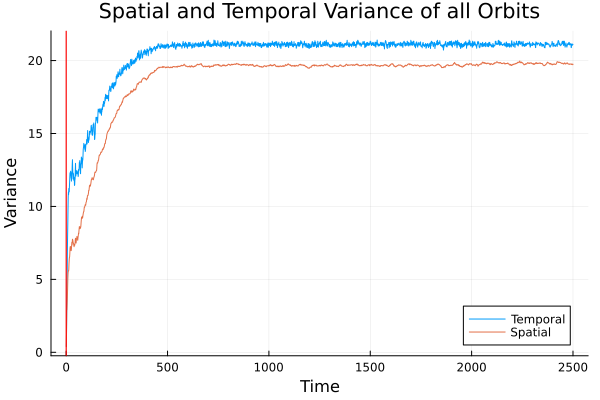 Spatial and Temporal Variance of all Orbits
20
15
10
5
0
Variance
0 500 1000 1500 2000 2500
Time
Temporal
Spatial